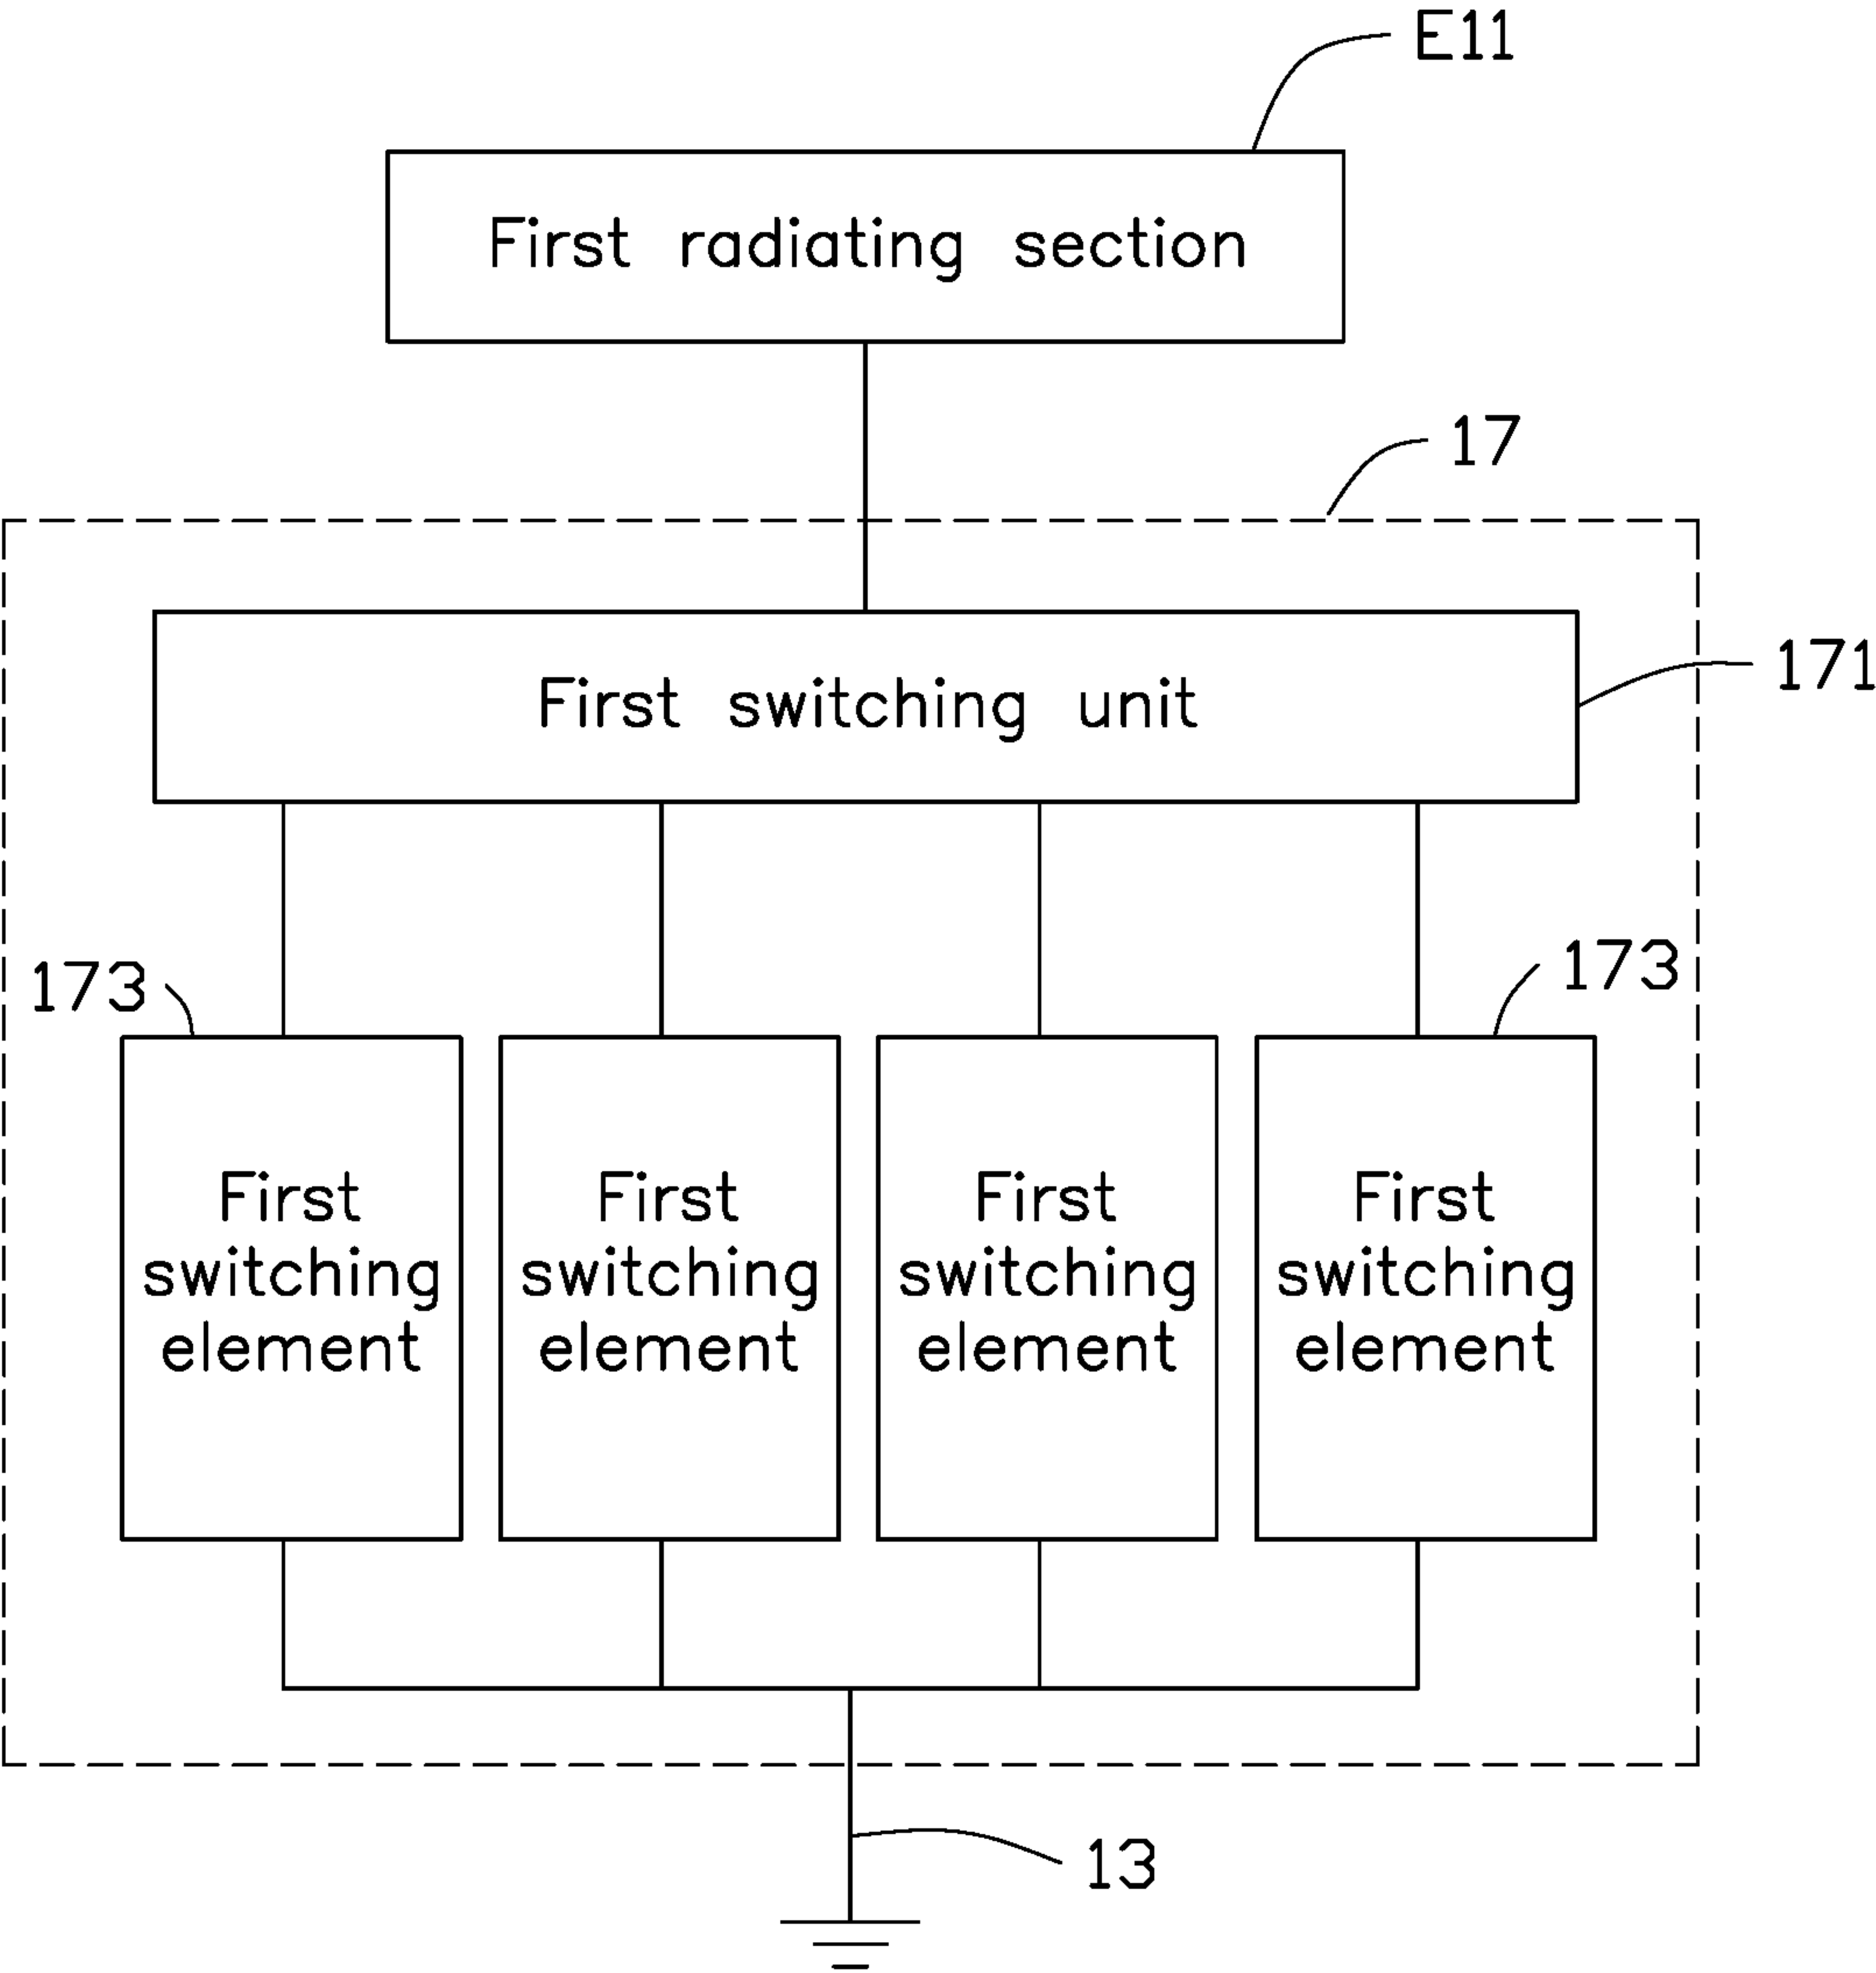 E11
First radiating section
17
First switching unit
171
173
173
First
switching
element
First
switching
element
First
switching
element
First
switching
element
13